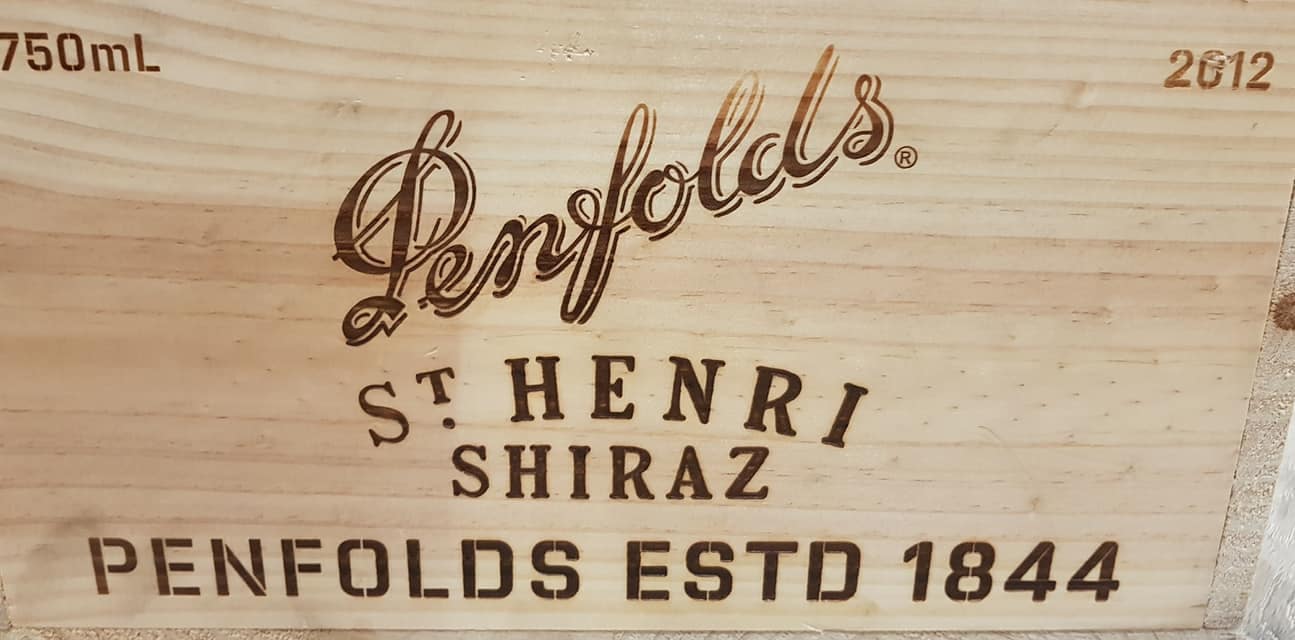 750mL
2012
Penfolds®
ST. HENRI
SHIRAZ
PENFOLDS ESTD 1844